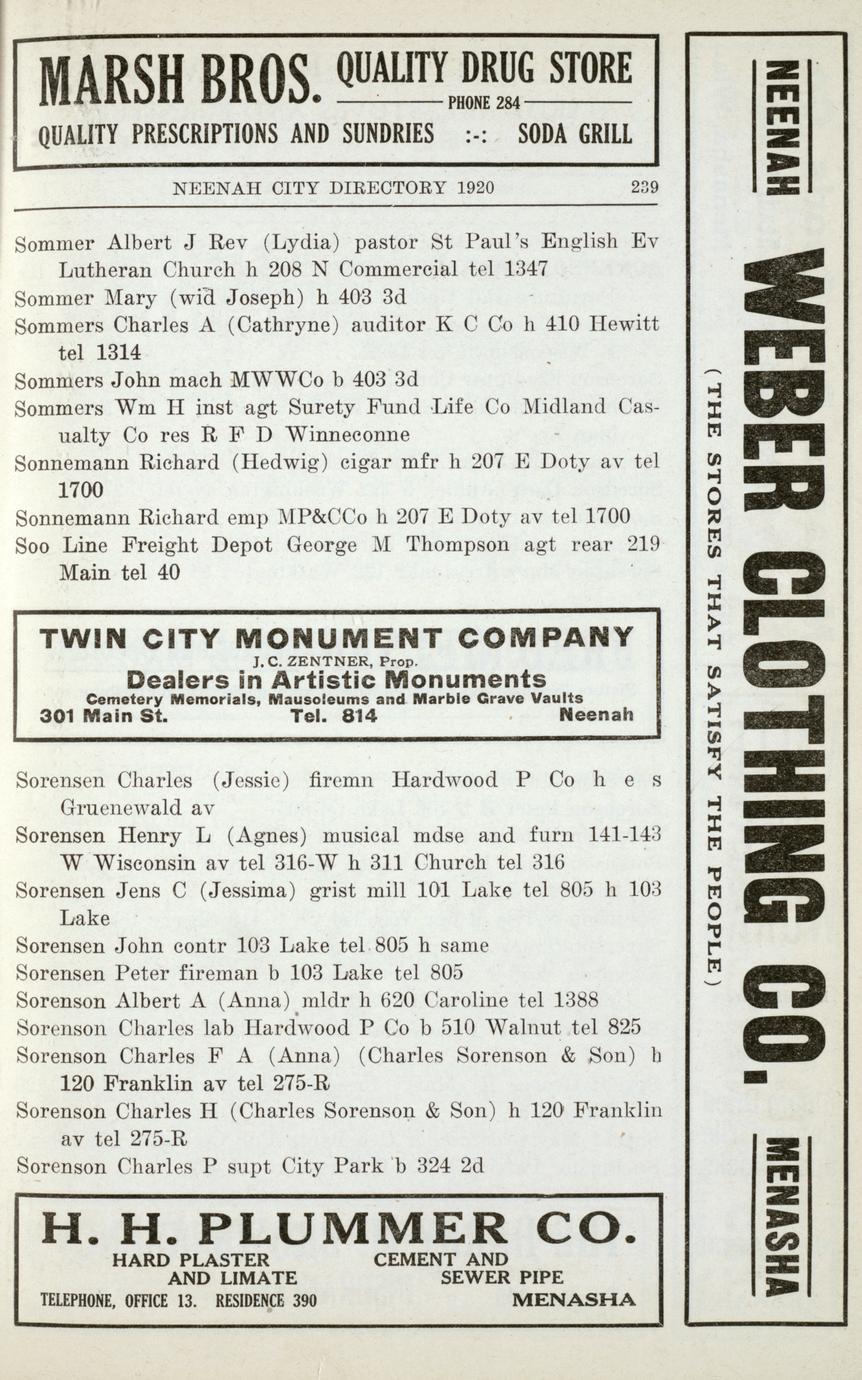 MARSH BROS. QUALITY DRUG STORE
PHONE 284
QUALITY PRESCRIPTIONS AND SUNDRIES :-: SODA GRILL
NEENAH CITY DIRECTORY 1920 239
Sommer Albert J Rev (Lydia) pastor St Paul's English Ev
Lutheran Church h 208 N Commercial tel 1347
Sommer Mary (wid Joseph) h 403 3d
Sommers Charles A (Cathryne) auditor K C Co h 410 Hewitt
tel 1314
Sommers John mach MWWCo b 403 3d
Sommers Wm H inst agt Surety Fund Life Co Midland Cas-
ualty Co res R F D Winneconne
Sonnemann Richard (Hedwig) cigar mfr h 207 E Doty av tel
1700
Sonnemann Richard emp MP&CCo h 207 E Doty av tel 1700
Soo Line Freight Depot George M Thompson agt rear 219
Main tel 40
TWIN CITY MONUMENT COMPANY
J. C. ZENTNER, Prop.
Dealers in Artistic Monuments
Cemetery Memorials, Mausoleums and Marble Grave Vaults
301 Main St. Tel. 814 Neenah
Sorensen Charles (Jessie) firemn Hardwood P Co h e s
Gruenewald av
Sorensen Henry L (Agnes) musical mdse and furn 141-143
W Wisconsin av tel 316-W h 311 Church tel 316
Sorensen Jens C (Jessima) grist mill 101 Lake tel 805 h 103
Lake
Sorensen John contr 103 Lake tel 805 h same
Sorensen Peter fireman b 103 Lake tel 805
Sorenson Albert A (Anna) mldr h 620 Caroline tel 1388
Sorenson Charles lab Hardwood P Co b 510 Walnut tel 825
Sorenson Charles F A (Anna) (Charles Sorenson & Son) h
120 Franklin av tel 275-R
Sorenson Charles H (Charles Sorenson & Son) h 120 Franklin
av tel 275-R
Sorenson Charles P supt City Park b 324 2d
H. H. PLUMMER CO.
HARD PLASTER CEMENT AND
AND LIMATE SEWER PIPE
TELEPHONE, OFFICE 13. RESIDENCE 390 MENASHA
NEENAH WEBER CLOTHING CO. MENASHA
(THE STORES THAT SATISFY THE PEOPLE)